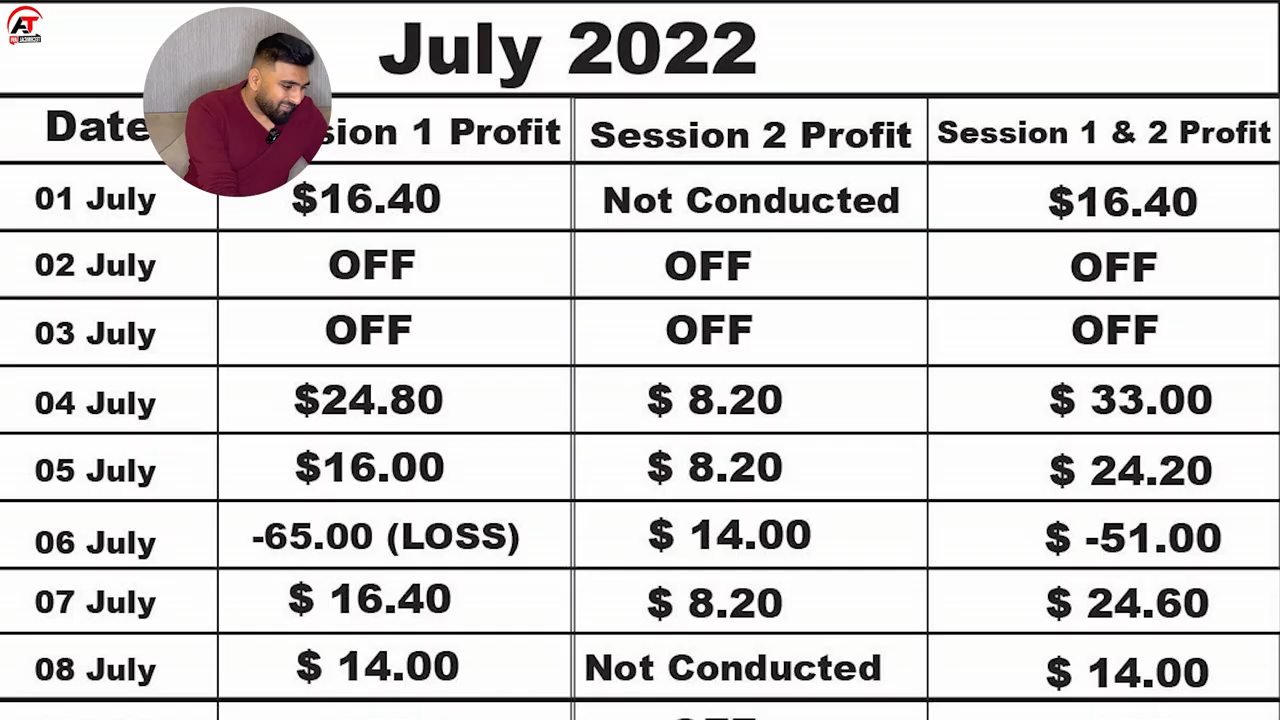 AT
July 2022
Date sion 1 Profit Session 2 Profit Session 1 & 2 Profit
01 July $16.40 Not Conducted $16.40
02 July OFF OFF OFF
03 July OFF OFF OFF
04 July $24.80 $ 8.20 $ 33.00
05 July $16.00 $ 8.20 $ 24.20
06 July -65.00 (LOSS) $ 14.00 $ -51.00
07 July $ 16.40 $ 8.20 $ 24.60
08 July $ 14.00 Not Conducted $ 14.00